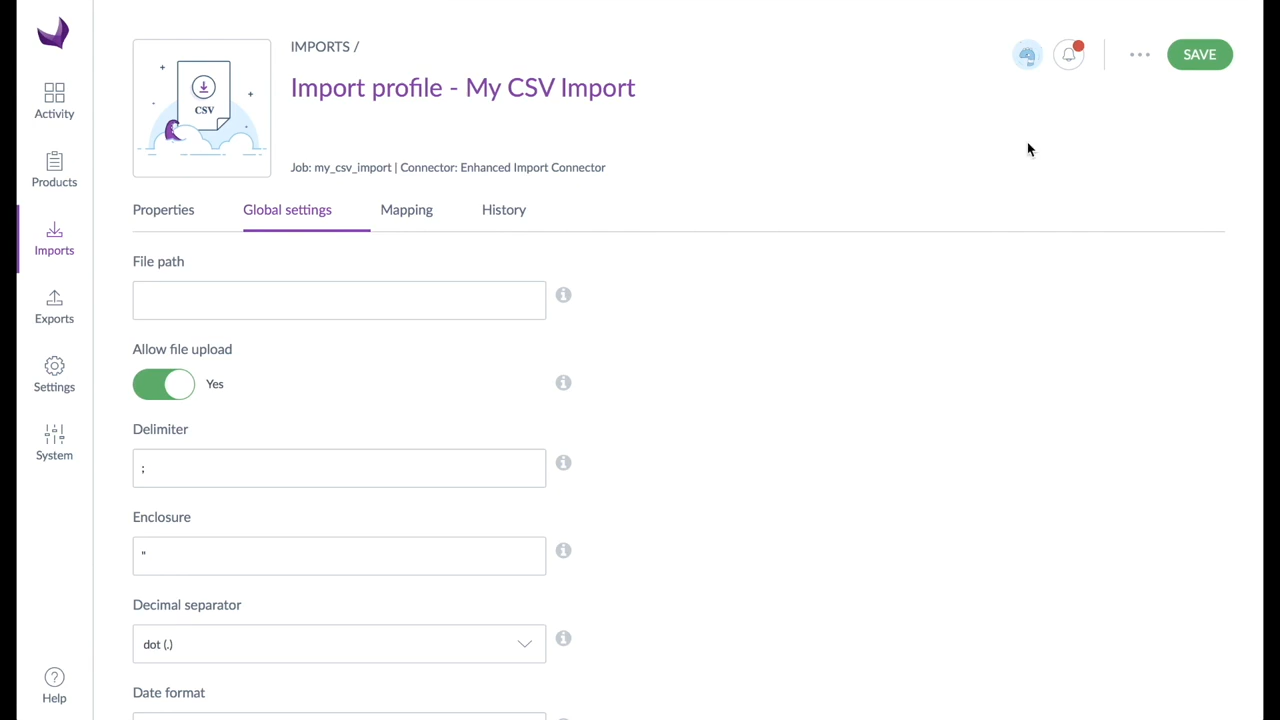 IMPORTS /
Import profile - My CSV Import
SAVE
CSV
Job: my_csv_import | Connector: Enhanced Import Connector
Activity
Products
Imports
Exports
Settings
System
Help
Properties
Global settings
Mapping
History
File path
Allow file upload
Yes
Delimiter
;
Enclosure
"
Decimal separator
dot (.)
Date format